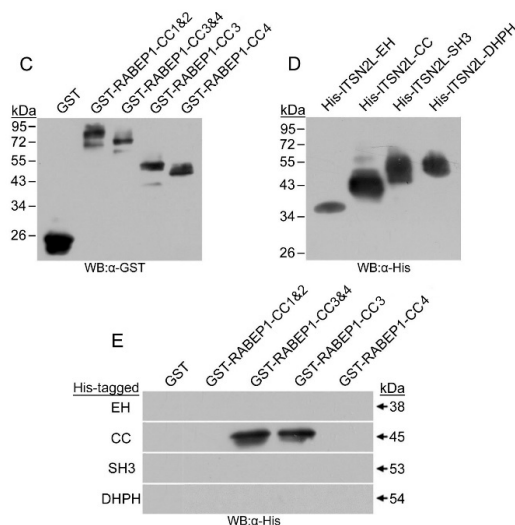 C
GST
GST-RABEP1-CC1&2
GST-RABEP1-CC3&4
GST-RABEP1-CC3
GST-RABEP1-CC4
kDa
95
72
55
43
34
26
WB:α-GST
D
His-ITSN2L-EH
His-ITSN2L-CC
His-ITSN2L-SH3
His-ITSN2L-DHPH
kDa
95
72
55
43
34
26
WB:α-His
E
GST
GST-RABEP1-CC1&2
GST-RABEP1-CC3&4
GST-RABEP1-CC3
GST-RABEP1-CC4
His-tagged
kDa
EH
38
CC
45
SH3
53
DHPH
54
WB:α-His